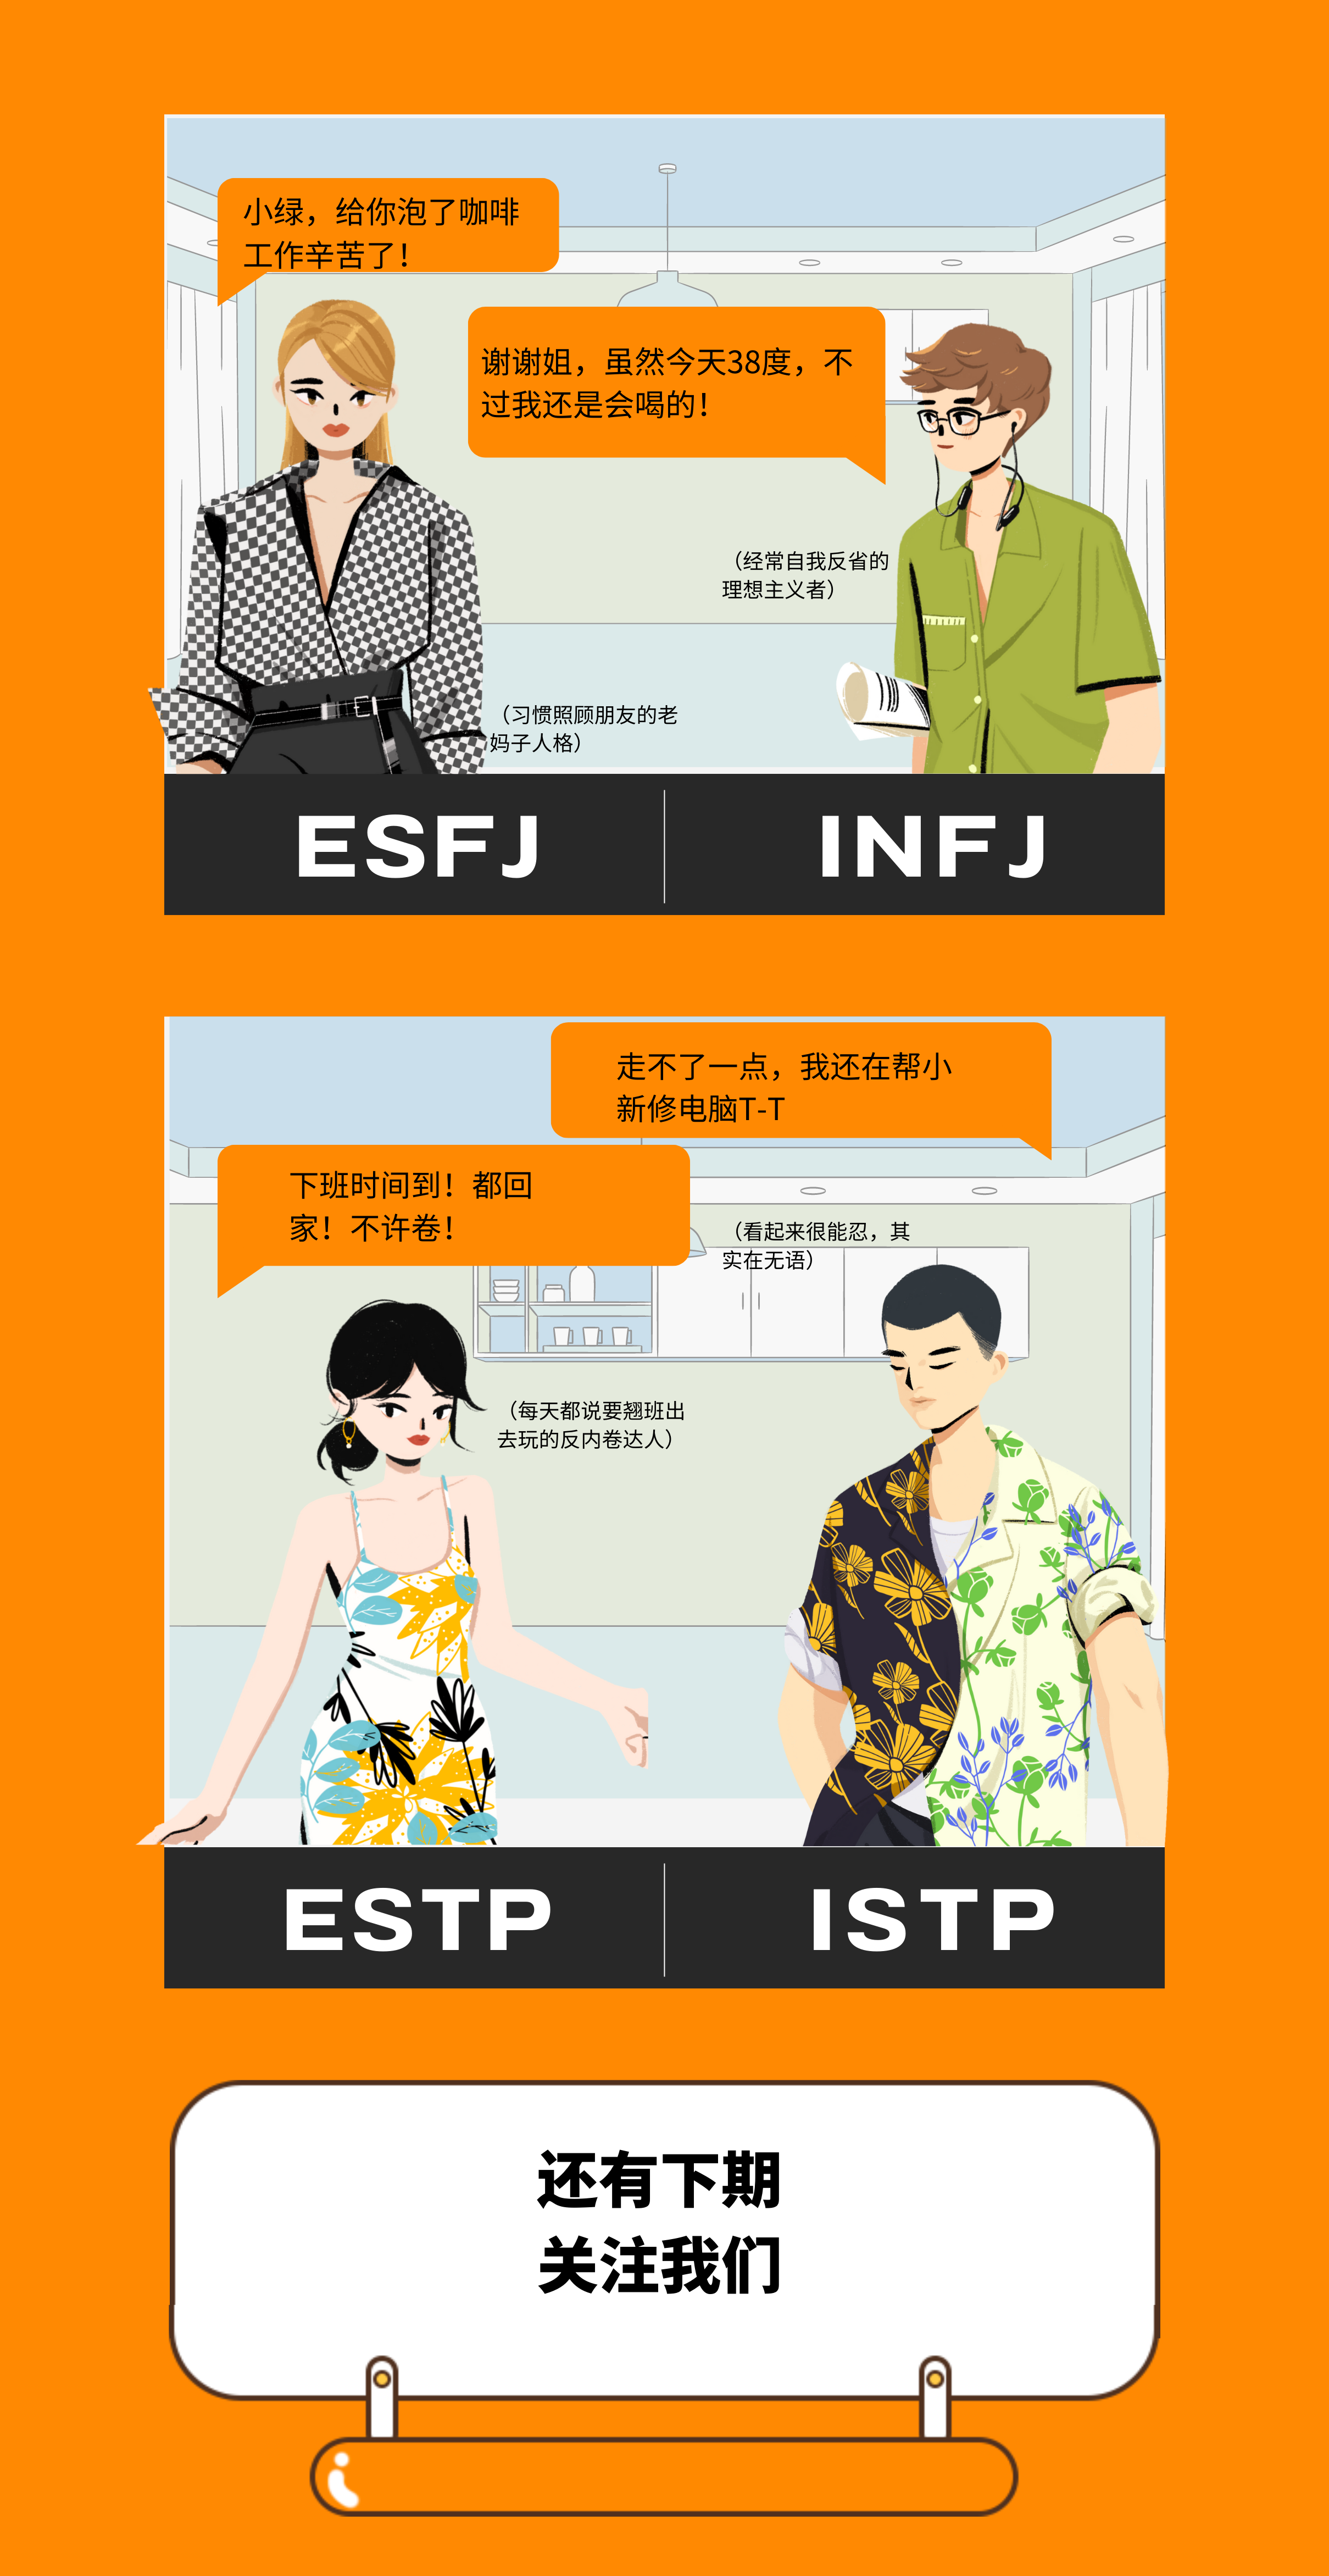 小绿，给你泡了咖啡
工作辛苦了！
谢谢姐，虽然今天38度，不
过我还是会喝的！
（经常自我反省的
理想主义者）
（习惯照顾朋友的老
妈子人格）
ESFJ
INFJ
走不了一点，我还在帮小
新修电脑T-T
下班时间到！都回
家！不许卷！
（看起来很能忍，其
实在无语）
（每天都说要翘班出
去玩的反内卷达人）
ESTP
ISTP
还有下期
关注我们